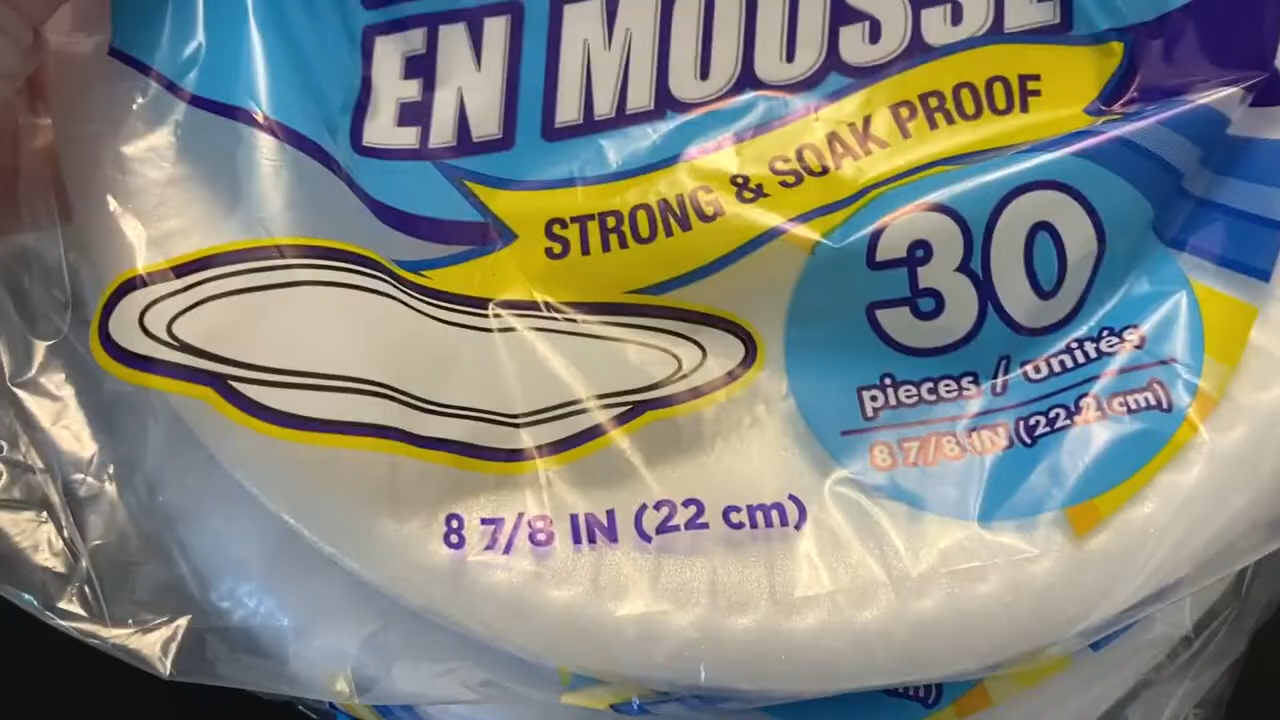 EN MOUSSE
STRONG & SOAK PROOF
30
pieces / unités
8 7/8 IN (22.2 cm)
8 7/8 IN (22 cm)